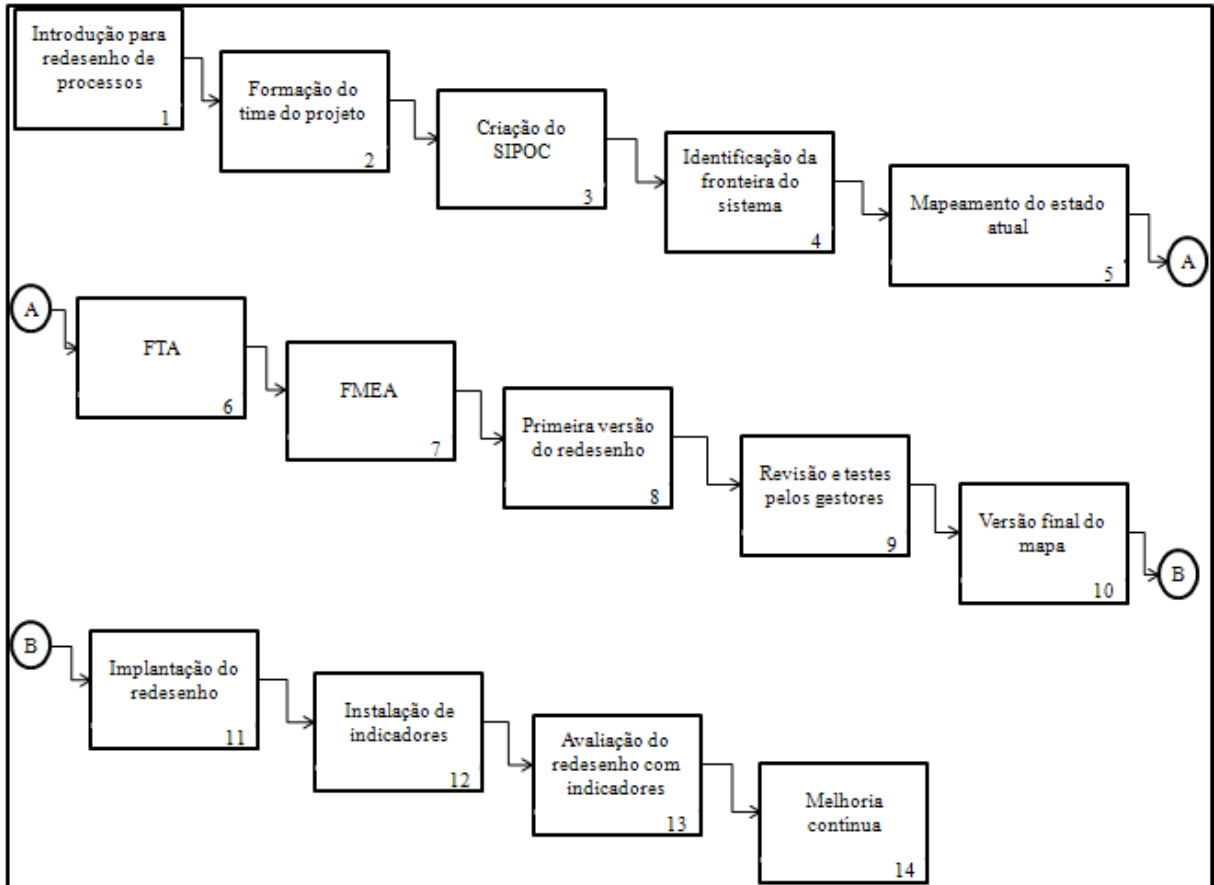 Introdução para
redesenho de
processos
1
Formação do
time do projeto
2
Criação do
SIPOC
3
Identificação da
fronteira do
sistema
4
Mapeamento do estado
atual
5
A
A
FTA
6
FMEA
7
Primeira versão
do redesenho
8
Revisão e testes
pelos gestores
9
Versão final do
mapa
10
B
B
Implantação do
redesenho
11
Instalação de
indicadores
12
Avaliação do
redesenho com
indicadores
13
Melhoria
contínua
14